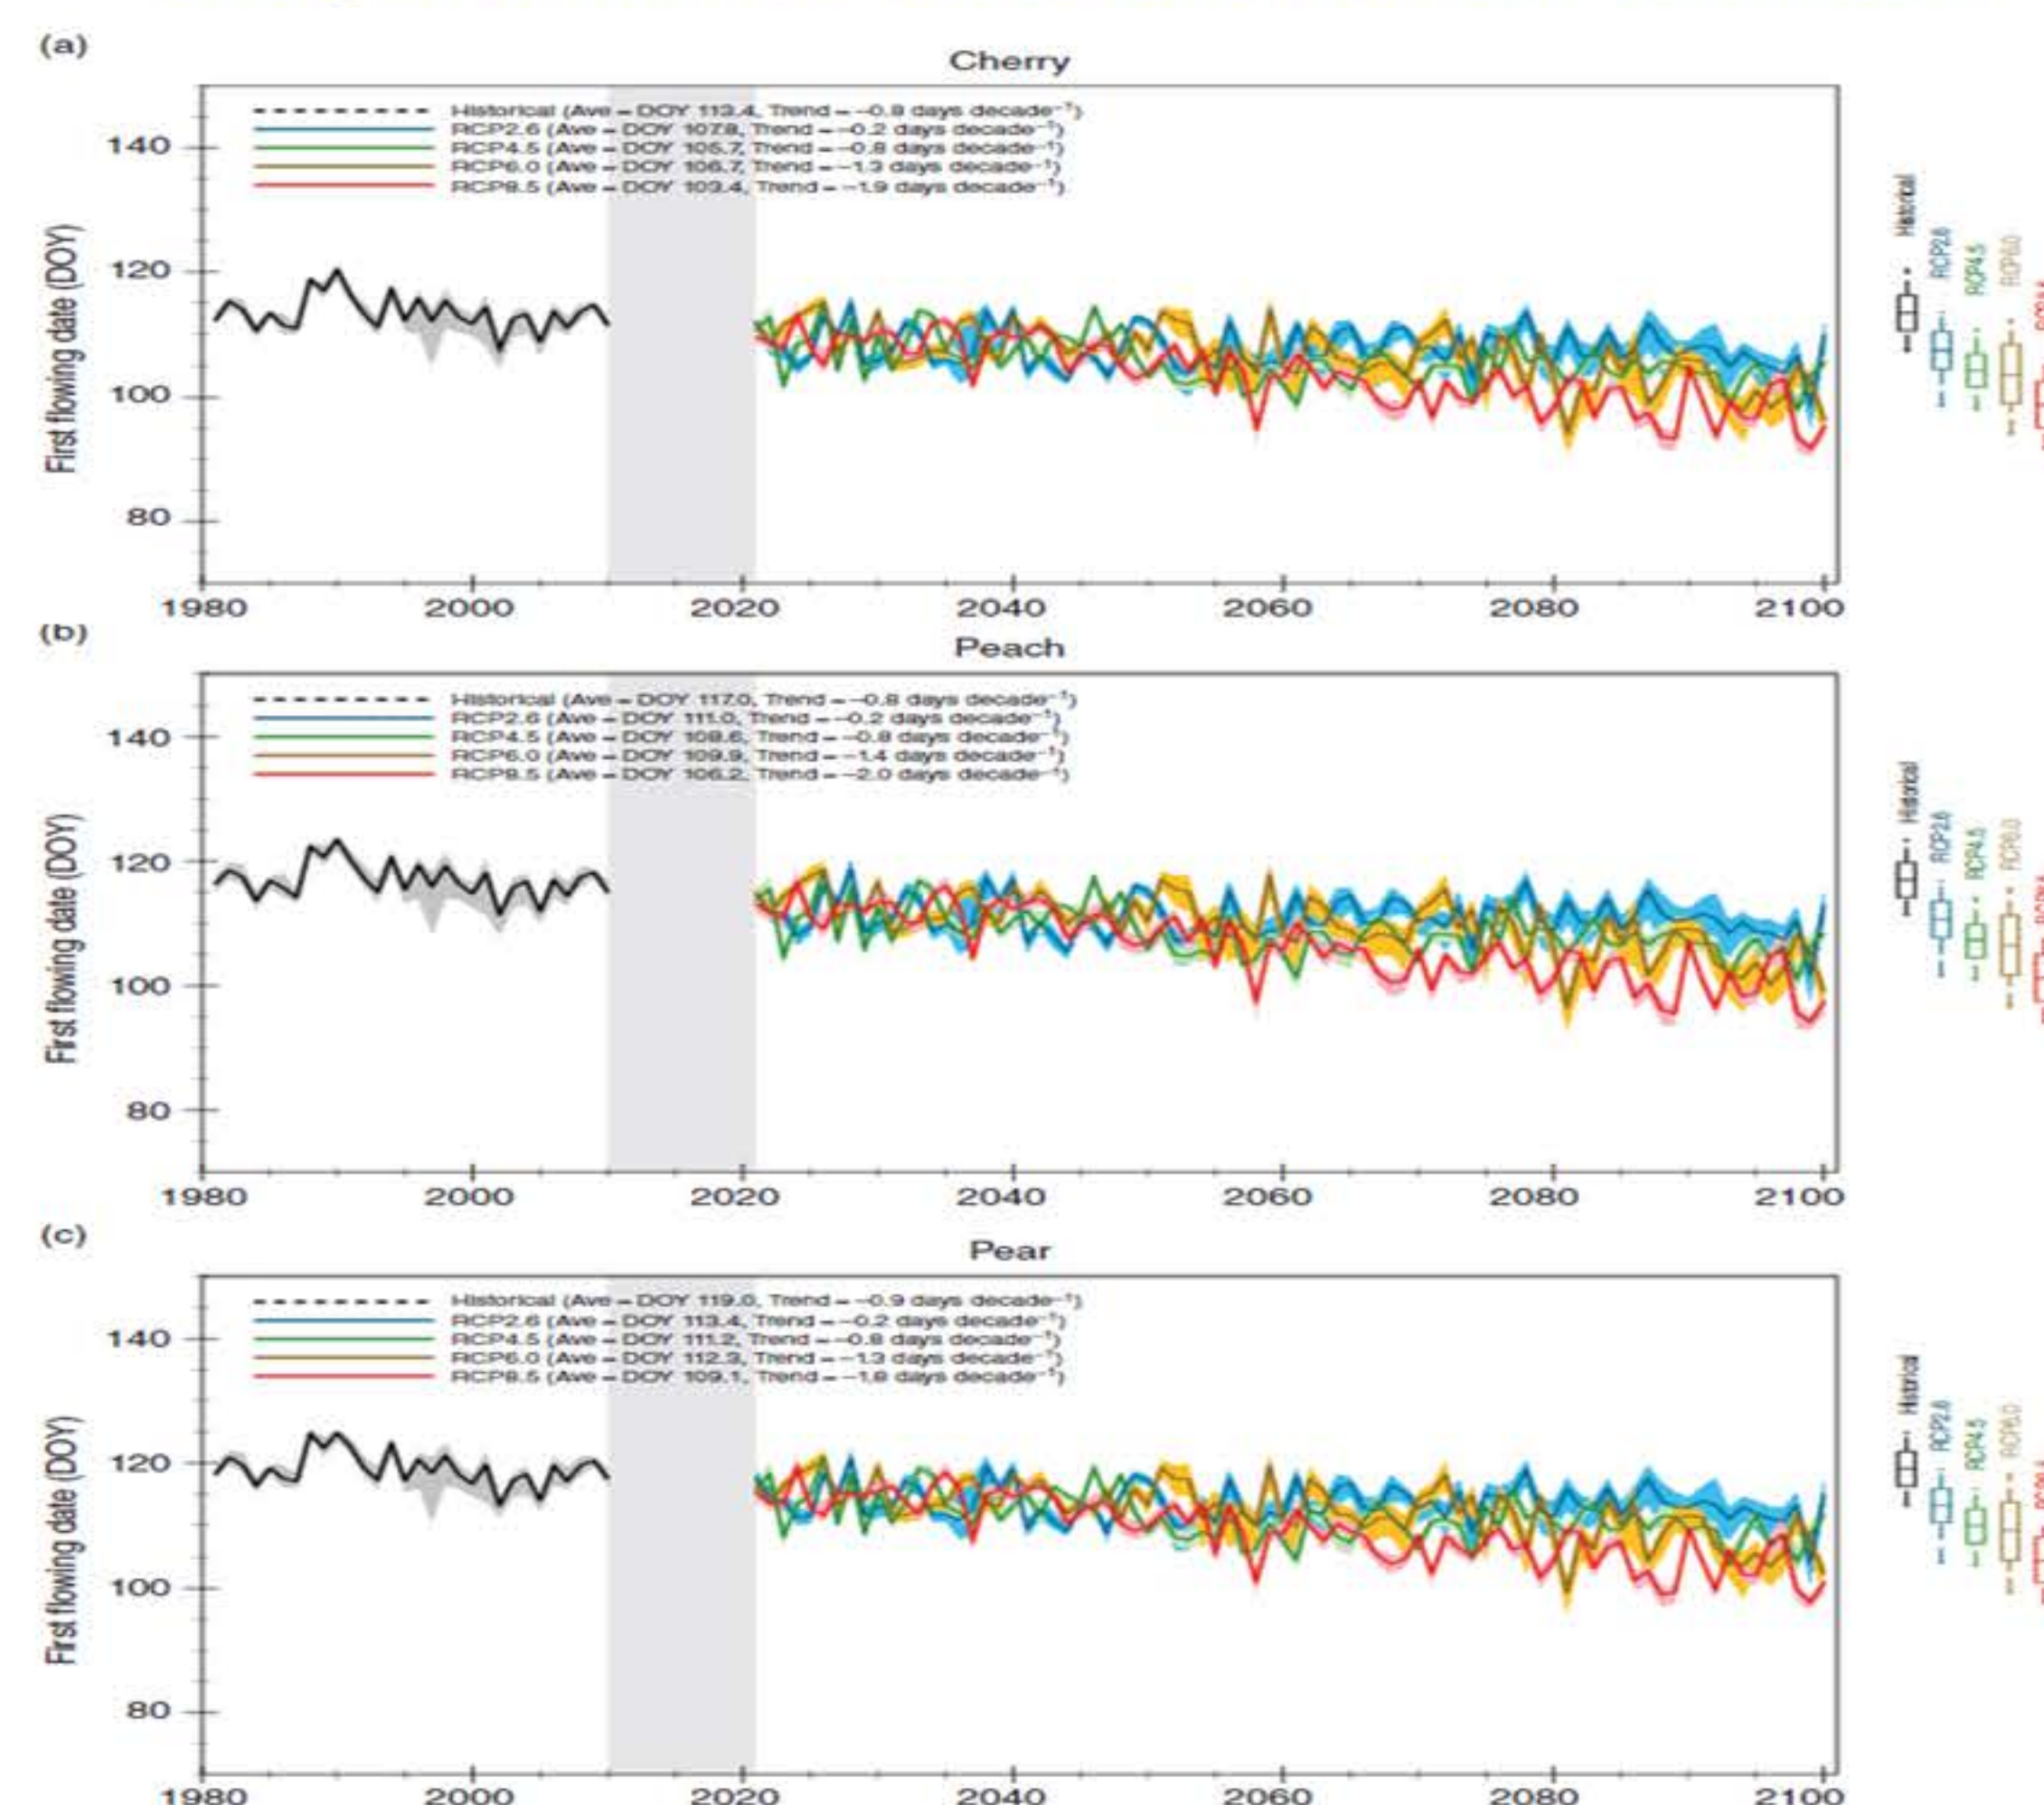 (a)
Cherry
Historical (Ave = DOY 113.4, Trend = −0.8 days decade⁻¹)
RCP2.6 (Ave = DOY 107.8, Trend = −0.2 days decade⁻¹)
RCP4.5 (Ave = DOY 105.7, Trend = −0.8 days decade⁻¹)
RCP6.0 (Ave = DOY 106.7, Trend = −1.3 days decade⁻¹)
RCP8.5 (Ave = DOY 103.4, Trend = −1.9 days decade⁻¹)
140
120
100
80
First flowing date (DOY)
1980 2000 2020 2040 2060 2080 2100
Historical
RCP2.6
RCP4.5
RCP6.0
(b)
Peach
Historical (Ave = DOY 117.0, Trend = −0.8 days decade⁻¹)
RCP2.6 (Ave = DOY 111.0, Trend = −0.2 days decade⁻¹)
RCP4.5 (Ave = DOY 108.6, Trend = −0.8 days decade⁻¹)
RCP6.0 (Ave = DOY 109.9, Trend = −1.4 days decade⁻¹)
RCP8.5 (Ave = DOY 106.2, Trend = −2.0 days decade⁻¹)
140
120
100
80
First flowing date (DOY)
1980 2000 2020 2040 2060 2080 2100
Historical
RCP2.6
RCP4.5
RCP6.0
(c)
Pear
Historical (Ave = DOY 119.0, Trend = −0.9 days decade⁻¹)
RCP2.6 (Ave = DOY 113.4, Trend = −0.2 days decade⁻¹)
RCP4.5 (Ave = DOY 111.2, Trend = −0.8 days decade⁻¹)
RCP6.0 (Ave = DOY 112.3, Trend = −1.3 days decade⁻¹)
RCP8.5 (Ave = DOY 109.1, Trend = −1.8 days decade⁻¹)
140
120
100
80
First flowing date (DOY)
1980 2000 2020 2040 2060 2080 2100
Historical
RCP2.6
RCP4.5
RCP6.0